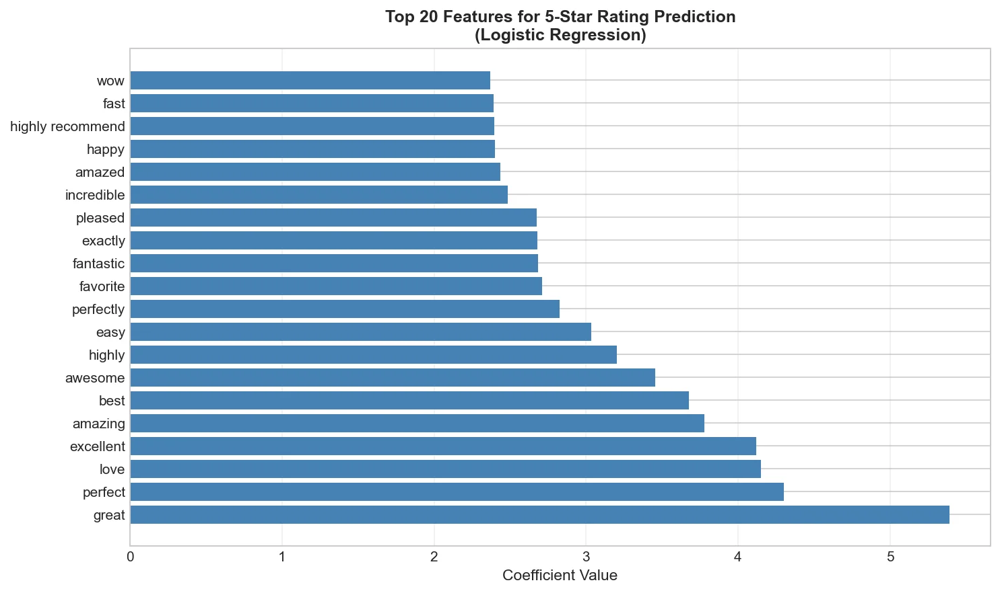 Top 20 Features for 5-Star Rating Prediction
(Logistic Regression)
wow
fast
highly recommend
happy
amazed
incredible
pleased
exactly
fantastic
favorite
perfectly
easy
highly
awesome
best
amazing
excellent
love
perfect
great
0 1 2 3 4 5
Coefficient Value